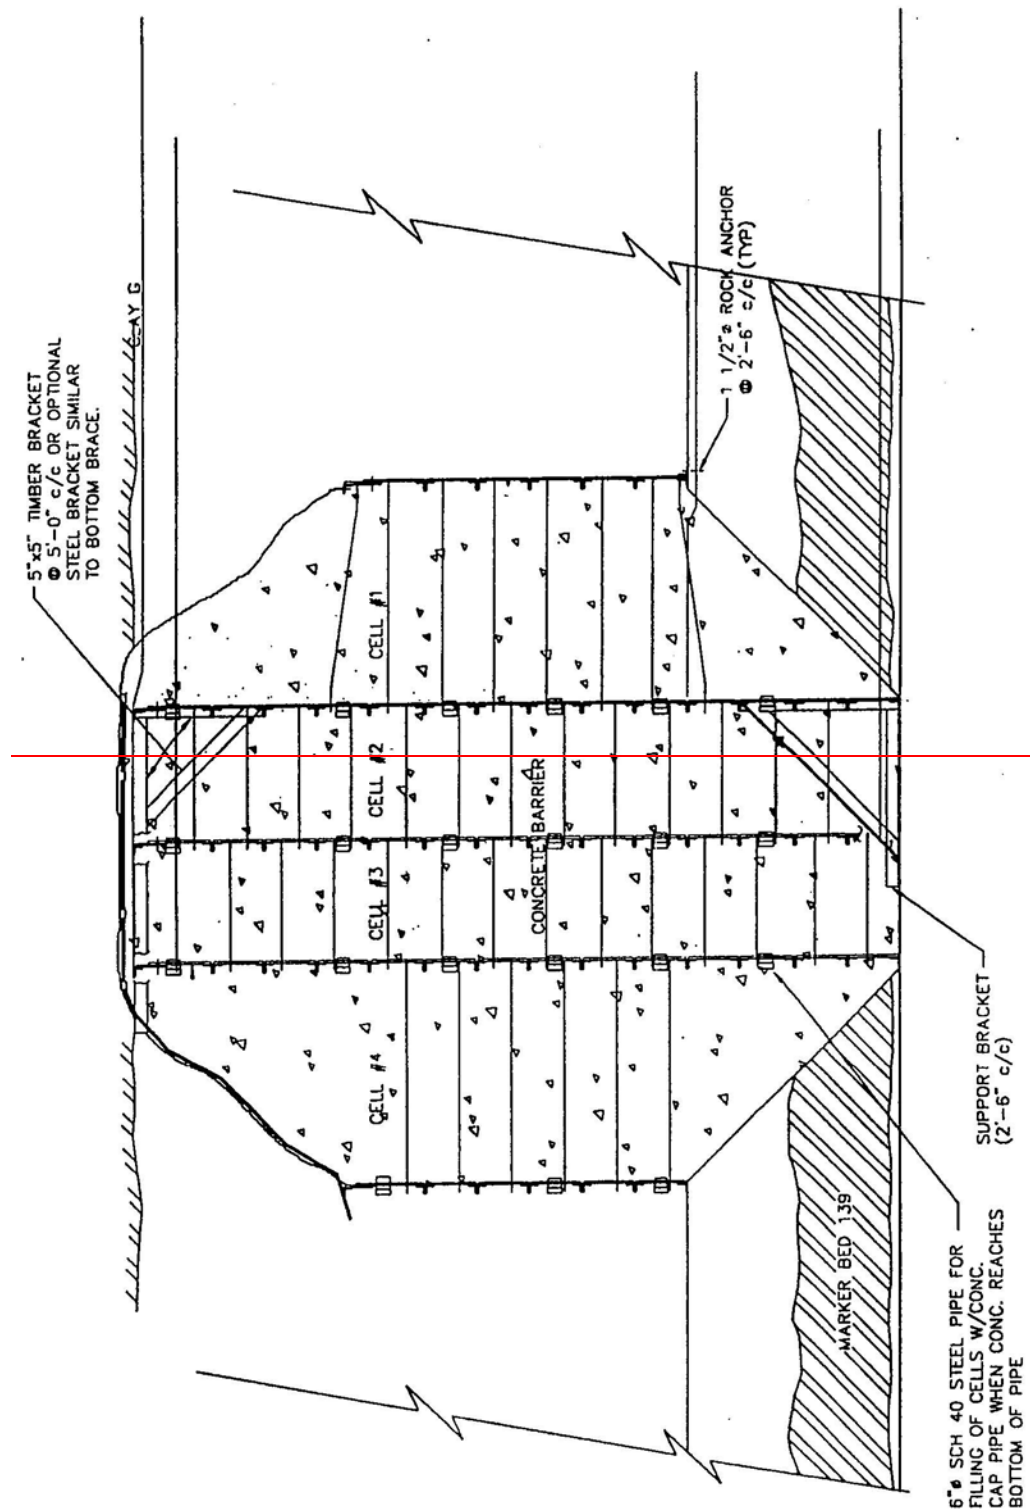 5"x5" TIMBER BRACKET
@ 5'-0" c/c OR OPTIONAL
STEEL BRACKET SIMILAR
TO BOTTOM BRACE.
CLAY G
1 1/2"ø ROCK ANCHOR
@ 2'-6" c/c (TYP)
CELL #1
CELL #2
CELL #3
CELL #4
CONCRETE BARRIER
MARKER BED 139
SUPPORT BRACKET
(2'-6" c/c)
6"ø SCH 40 STEEL PIPE FOR
FILLING OF CELLS W/CONC.
CAP PIPE WHEN CONC. REACHES
BOTTOM OF PIPE